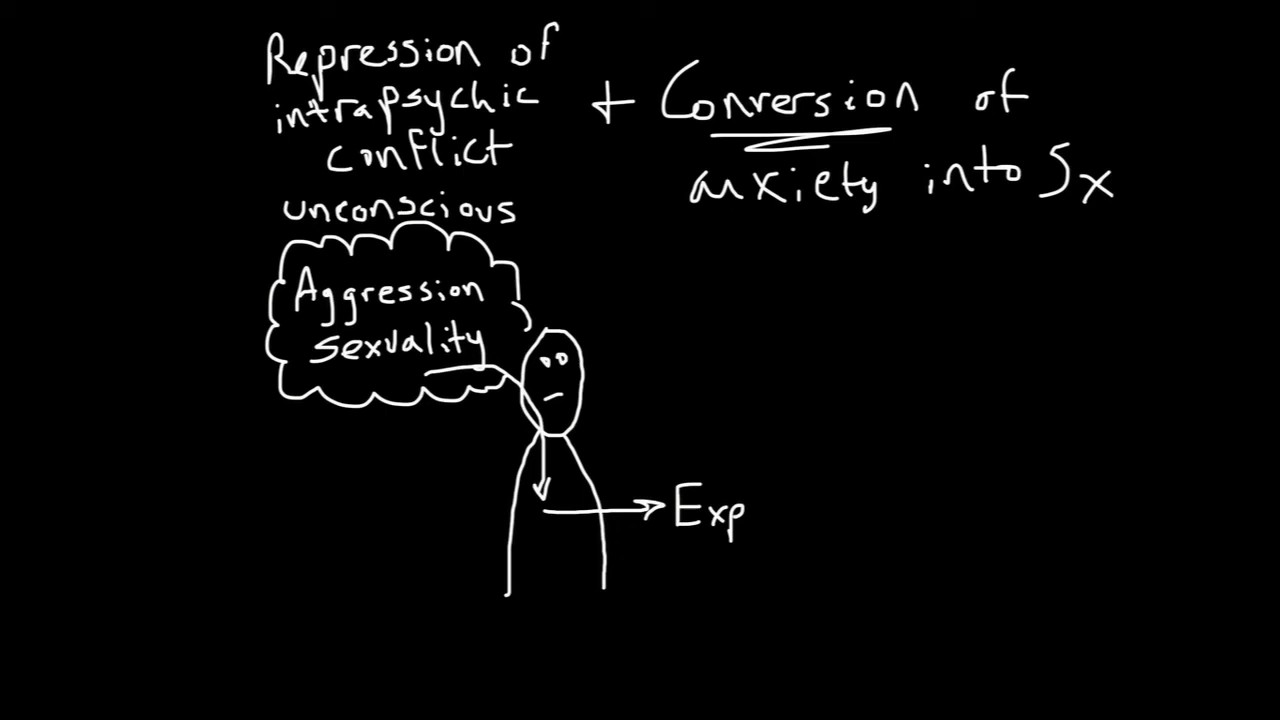 Repression of
intrapsychic
conflict
+ Conversion of
anxiety into Sx
unconscious
Aggression
sexuality
Exp